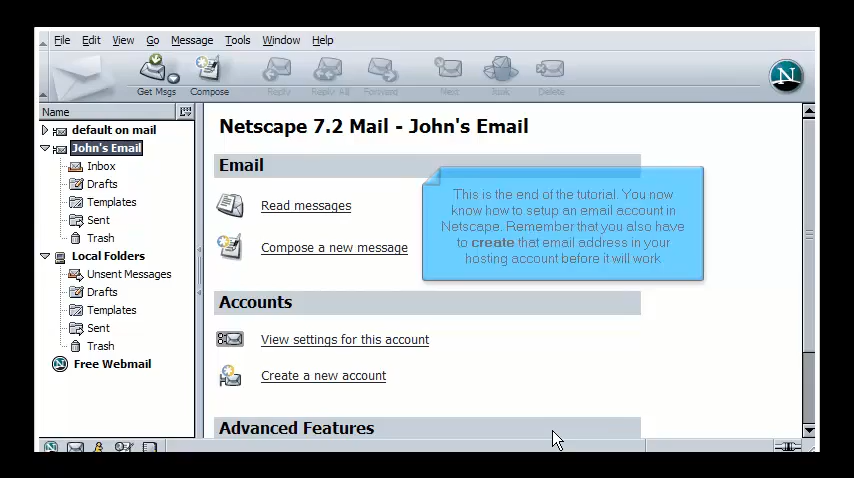 File Edit View Go Message Tools Window Help
Get Msgs Compose Reply Reply All Forward Next Junk Delete
N
Name
default on mail
John's Email
Inbox
Drafts
Templates
Sent
Trash
Local Folders
Unsent Messages
Drafts
Templates
Sent
Trash
Free Webmail
Netscape 7.2 Mail - John's Email
Email
Read messages
Compose a new message
This is the end of the tutorial. You now
know how to setup an email account in
Netscape. Remember that you also have
to create that email address in your
hosting account before it will work
Accounts
View settings for this account
Create a new account
Advanced Features